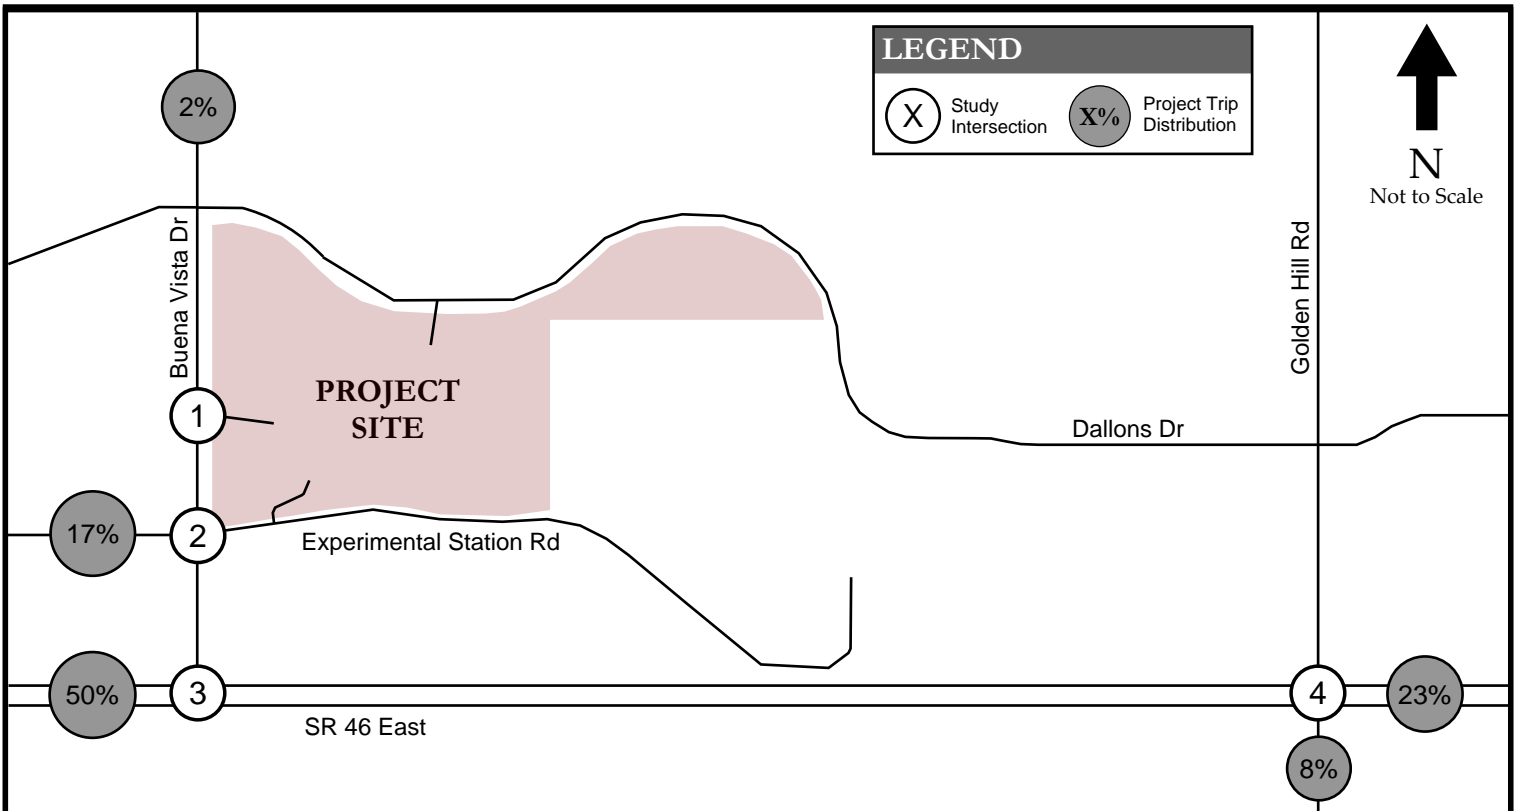 LEGEND
X
Study
Intersection
X%
Project Trip
Distribution
N
Not to Scale
2%
Buena Vista Dr
Golden Hill Rd
PROJECT
SITE
1
Dallons Dr
17%
2
Experimental Station Rd
50%
3
4
23%
SR 46 East
8%